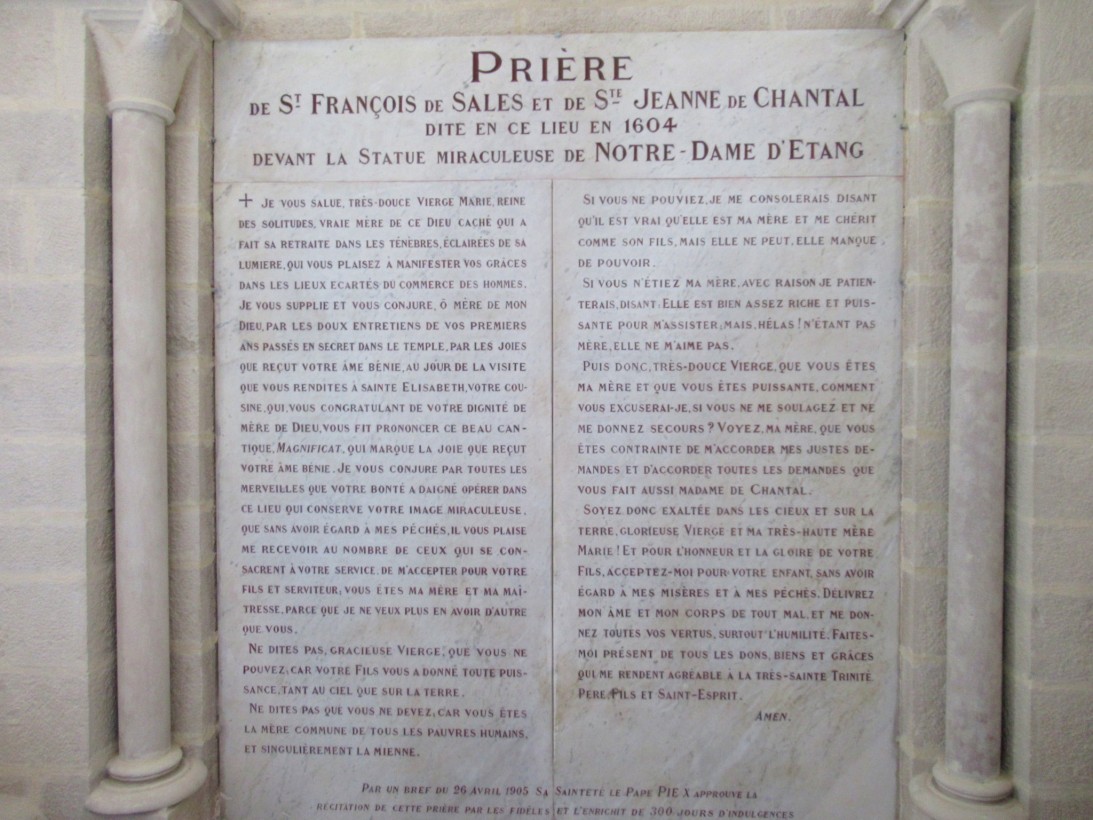 PRIÈRE
DE ST FRANÇOIS DE SALES ET DE STE JEANNE DE CHANTAL
DITE EN CE LIEU EN 1604
DEVANT LA STATUE MIRACULEUSE DE NOTRE-DAME D'ETANG
+ JE VOUS SALUE, TRÈS-DOUCE VIERGE MARIE, REINE
DES SOLITUDES, VRAIE MÈRE DE CE DIEU CACHÉ QUI A
FAIT SA RETRAITE DANS LES TÉNÈBRES, ÉCLAIRÉES DE SA
LUMIERE, QUI VOUS PLAISEZ À MANIFESTER VOS GRÂCES
DANS LES LIEUX ECARTÉS DU COMMERCE DES HOMMES.
JE VOUS SUPPLIE ET VOUS CONJURE, Ô MÈRE DE MON
DIEU, PAR LES DOUX ENTRETIENS DE VOS PREMIERS
ANS PASSÉS EN SECRET DANS LE TEMPLE, PAR LES JOIES
QUE REÇUT VOTRE ÂME BÉNIE, AU JOUR DE LA VISITE
QUE VOUS RENDITES À SAINTE ELISABETH, VOTRE COU-
SINE, QUI, VOUS CONGRATULANT DE VOTRE DIGNITÉ DE
MÈRE DE DIEU, VOUS FIT PRONONCER CE BEAU CAN-
TIQUE, MAGNIFICAT, QUI MARQUE LA JOIE QUE REÇUT
VOTRE ÂME BÉNIE. JE VOUS CONJURE PAR TOUTES LES
MERVEILLES QUE VOTRE BONTÉ A DAIGNÉ OPÉRER DANS
CE LIEU QUI CONSERVE VOTRE IMAGE MIRACULEUSE,
QUE SANS AVOIR ÉGARD À MES PÉCHÉS, IL VOUS PLAISE
ME RECEVOIR AU NOMBRE DE CEUX QUI SE CON-
SACRENT À VOTRE SERVICE, DE M'ACCEPTER POUR VOTRE
FILS ET SERVITEUR; VOUS ÊTES MA MÈRE ET MA MAÎ-
TRESSE, PARCE QUE JE NE VEUX PLUS EN AVOIR D'AUTRE
QUE VOUS.
NE DITES PAS, GRACIEUSE VIERGE, QUE VOUS NE
POUVEZ; CAR VOTRE FILS VOUS A DONNÉ TOUTE PUIS-
SANCE, TANT AU CIEL QUE SUR LA TERRE.
NE DITES PAS QUE VOUS NE DEVEZ, CAR VOUS ÊTES
LA MÈRE COMMUNE DE TOUS LES PAUVRES HUMAINS,
ET SINGULIÈREMENT LA MIENNE.
SI VOUS NE POUVIEZ, JE ME CONSOLERAIS DISANT
QU'IL EST VRAI QU'ELLE EST MA MÈRE ET ME CHÉRIT
COMME SON FILS, MAIS ELLE NE PEUT, ELLE MANQUE
DE POUVOIR.
SI VOUS N'ÉTIEZ MA MÈRE, AVEC RAISON JE PATIEN-
TERAIS, DISANT: ELLE EST BIEN ASSEZ RICHE ET PUIS-
SANTE POUR M'ASSISTER; MAIS, HÉLAS! N'ÉTANT PAS
MÈRE, ELLE NE M'AIME PAS.
PUIS DONC, TRÈS-DOUCE VIERGE, QUE VOUS ÊTES
MA MÈRE ET QUE VOUS ÊTES PUISSANTE, COMMENT
VOUS EXCUSERAI-JE, SI VOUS NE ME SOULAGEZ ET NE
ME DONNEZ SECOURS? VOYEZ, MA MÈRE, QUE VOUS
ÊTES CONTRAINTE DE M'ACCORDER MES JUSTES DE-
MANDES ET D'ACCORDER TOUTES LES DEMANDES QUE
VOUS FAIT AUSSI MADAME DE CHANTAL.
SOYEZ DONC EXALTÉE DANS LES CIEUX ET SUR LA
TERRE, GLORIEUSE VIERGE ET MA TRÈS-HAUTE MÈRE
MARIE! ET POUR L'HONNEUR ET LA GLOIRE DE VOTRE
FILS, ACCEPTEZ-MOI POUR VOTRE ENFANT, SANS AVOIR
ÉGARD À MES MISÈRES ET À MES PÉCHÉS. DÉLIVREZ
MON ÂME ET MON CORPS DE TOUT MAL, ET ME DON-
NEZ TOUTES VOS VERTUS, SURTOUT L'HUMILITÉ. FAITES-
MOI PRÉSENT DE TOUS LES DONS, BIENS ET GRÂCES
QUI ME RENDENT AGRÉABLE À LA TRÈS-SAINTE TRINITÉ
PERE, FILS ET SAINT-ESPRIT.
AMEN.
PAR UN BREF DU 26 AVRIL 1905 SA SAINTETÉ LE PAPE PIE X APPROUVE LA
RÉCITATION DE CETTE PRIÈRE PAR LES FIDÈLES ET L'ENRICHIT DE 300 JOURS D'INDULGENCES